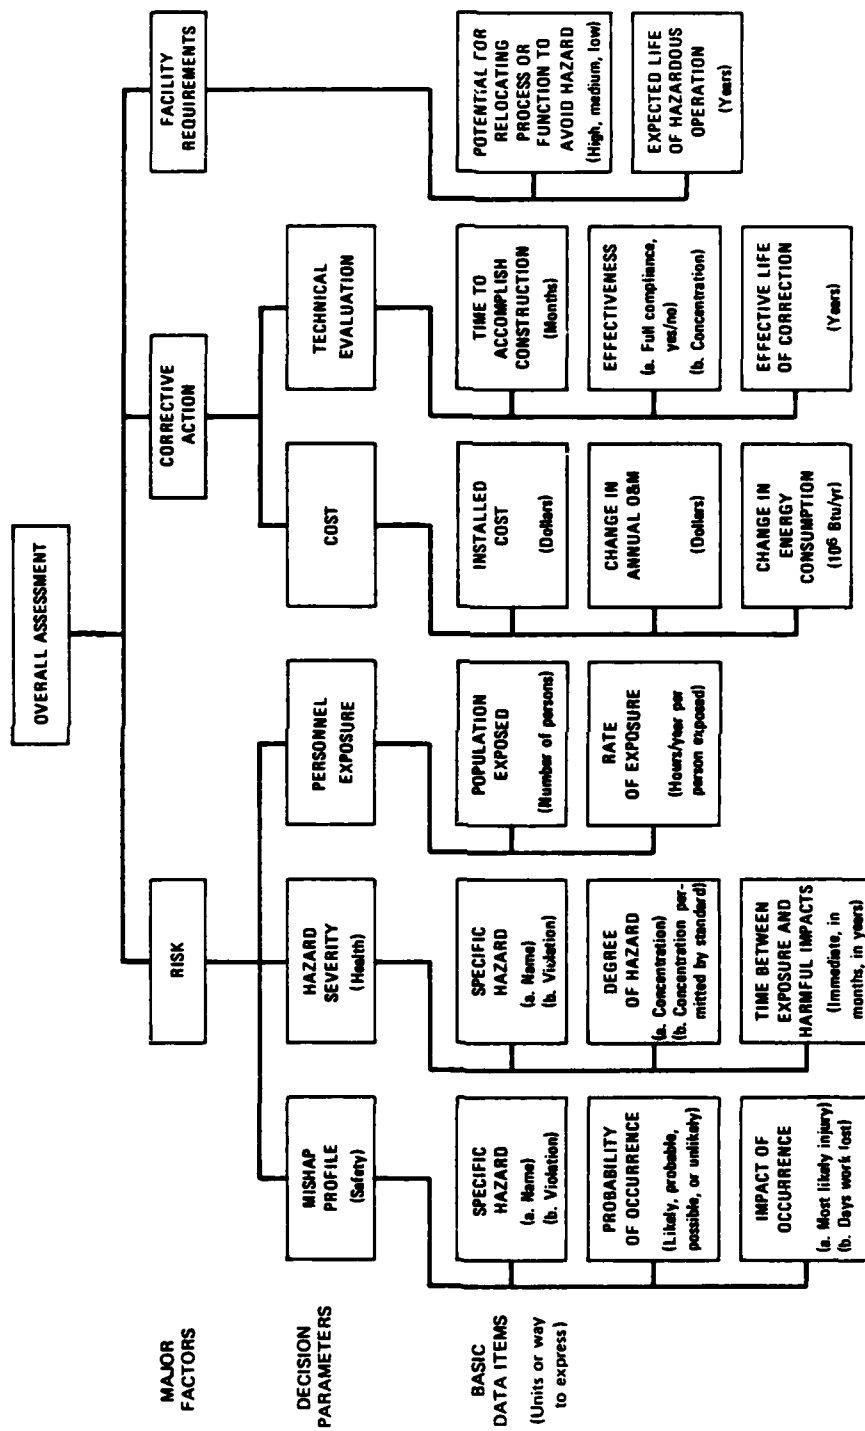 OVERALL ASSESSMENT
MAJOR
FACTORS
RISK
CORRECTIVE
ACTION
FACILITY
REQUIREMENTS
DECISION
PARAMETERS
MISHAP
PROFILE
(Safety)
HAZARD
SEVERITY
(Health)
PERSONNEL
EXPOSURE
COST
TECHNICAL
EVALUATION
BASIC
DATA ITEMS
(Units or way
to express)
SPECIFIC
HAZARD
(a. Name)
(b. Violation)
SPECIFIC
HAZARD
(a. Name)
(b. Violation)
POPULATION
EXPOSED
(Number of persons)
INSTALLED
COST
(Dollars)
TIME TO
ACCOMPLISH
CONSTRUCTION
(Months)
POTENTIAL FOR
RELOCATING
PROCESS OR
FUNCTION TO
AVOID HAZARD
(High, medium, low)
PROBABILITY
OF OCCURRENCE
(Likely, probable,
possible, or unlikely)
DEGREE
OF HAZARD
(a. Concentration)
(b. Concentration per-
mitted by standard)
RATE
OF EXPOSURE
(Hours/year per
person exposed)
CHANGE IN
ANNUAL O&M
(Dollars)
EFFECTIVENESS
(a. Full compliance,
yes/no)
(b. Concentration)
EXPECTED LIFE
OF HAZARDOUS
OPERATION
(Years)
IMPACT OF
OCCURRENCE
(a. Most likely injury)
(b. Days work lost)
TIME BETWEEN
EXPOSURE AND
HARMFUL IMPACTS
(Immediate, in
months, in years)
CHANGE IN
ENERGY
CONSUMPTION
(10⁶ Btu/yr)
EFFECTIVE LIFE
OF CORRECTION
(Years)